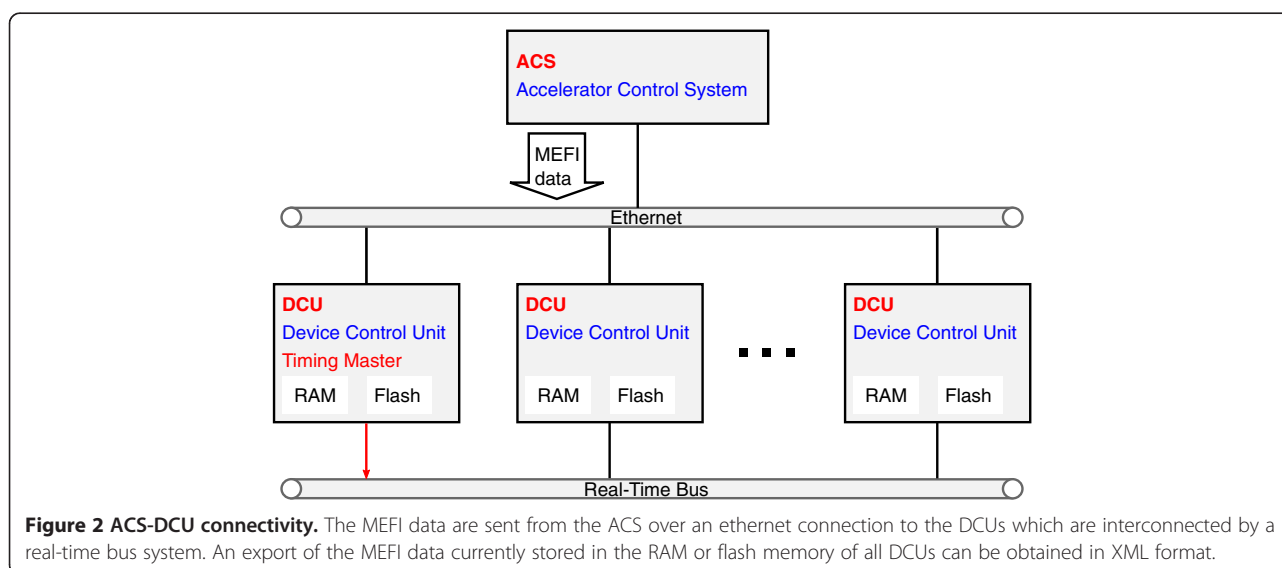 ACS
Accelerator Control System
MEFI
data
Ethernet
DCU
Device Control Unit
Timing Master
RAM Flash
DCU
Device Control Unit
RAM Flash
DCU
Device Control Unit
RAM Flash
Real-Time Bus
Figure 2 ACS-DCU connectivity. The MEFI data are sent from the ACS over an ethernet connection to the DCUs which are interconnected by a
real-time bus system. An export of the MEFI data currently stored in the RAM or flash memory of all DCUs can be obtained in XML format.